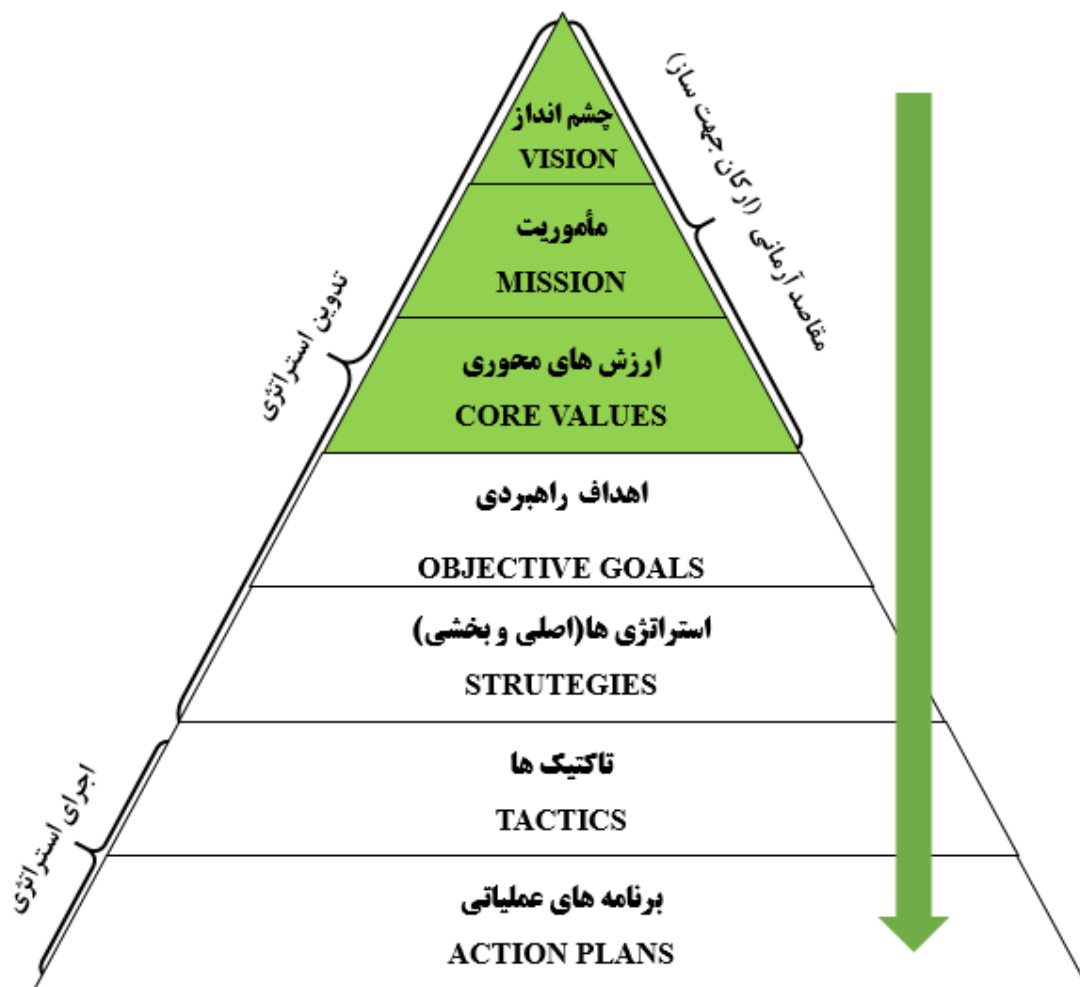 چشم انداز
VISION
مأموریت
MISSION
ارزش های محوری
CORE VALUES
اهداف راهبردی
OBJECTIVE GOALS
استراتژی ها(اصلی و بخشی)
STRUTEGIES
تاکتیک ها
TACTICS
برنامه های عملیاتی
ACTION PLANS
مقاصد آرمانی (ارکان جهت ساز)
تدوین استراتژی
اجرای استراتژی